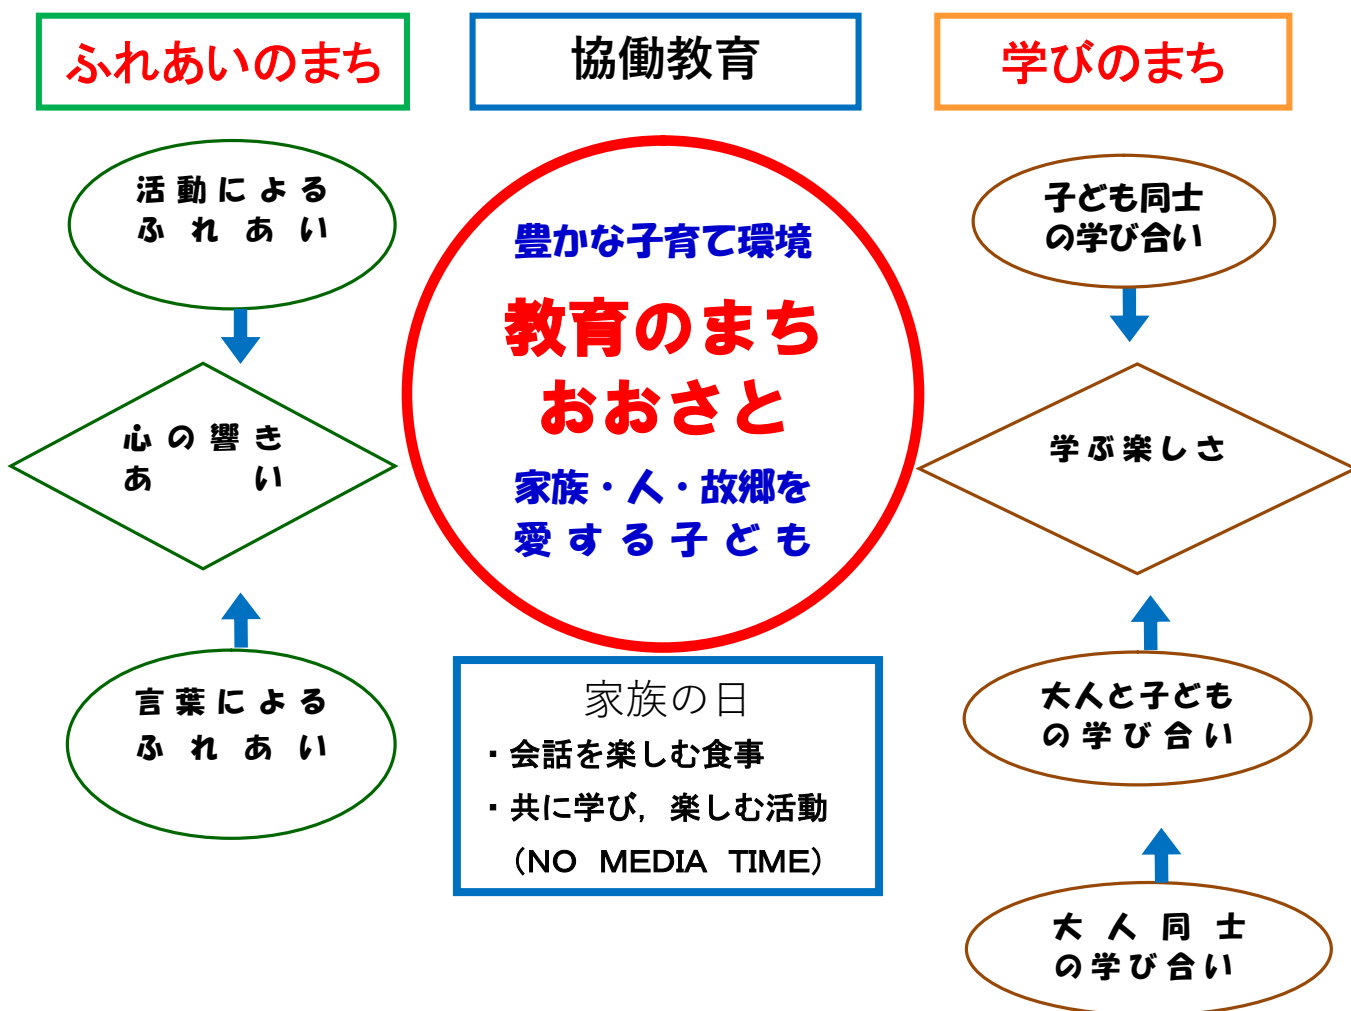 ふれあいのまち
協働教育
学びのまち
活動による
ふれあい
心の響き
あい
言葉による
ふれあい
豊かな子育て環境
教育のまち
おおさと
家族・人・故郷を
愛する子ども
家族の日
・会話を楽しむ食事
・共に学び，楽しむ活動
（NO MEDIA TIME）
子ども同士
の学び合い
学ぶ楽しさ
大人と子ども
の学び合い
大人同士
の学び合い